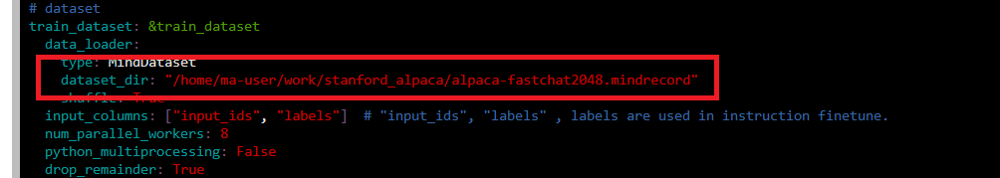 # dataset
train_dataset: &train_dataset
data_loader:
type: MindDataset
dataset_dir: "/home/ma-user/work/stanford_alpaca/alpaca-fastchat2048.mindrecord"
shuffle: True
input_columns: ["input_ids", "labels"]  # "input_ids", "labels" , labels are used in instruction finetune.
num_parallel_workers: 8
python_multiprocessing: False
drop_remainder: True